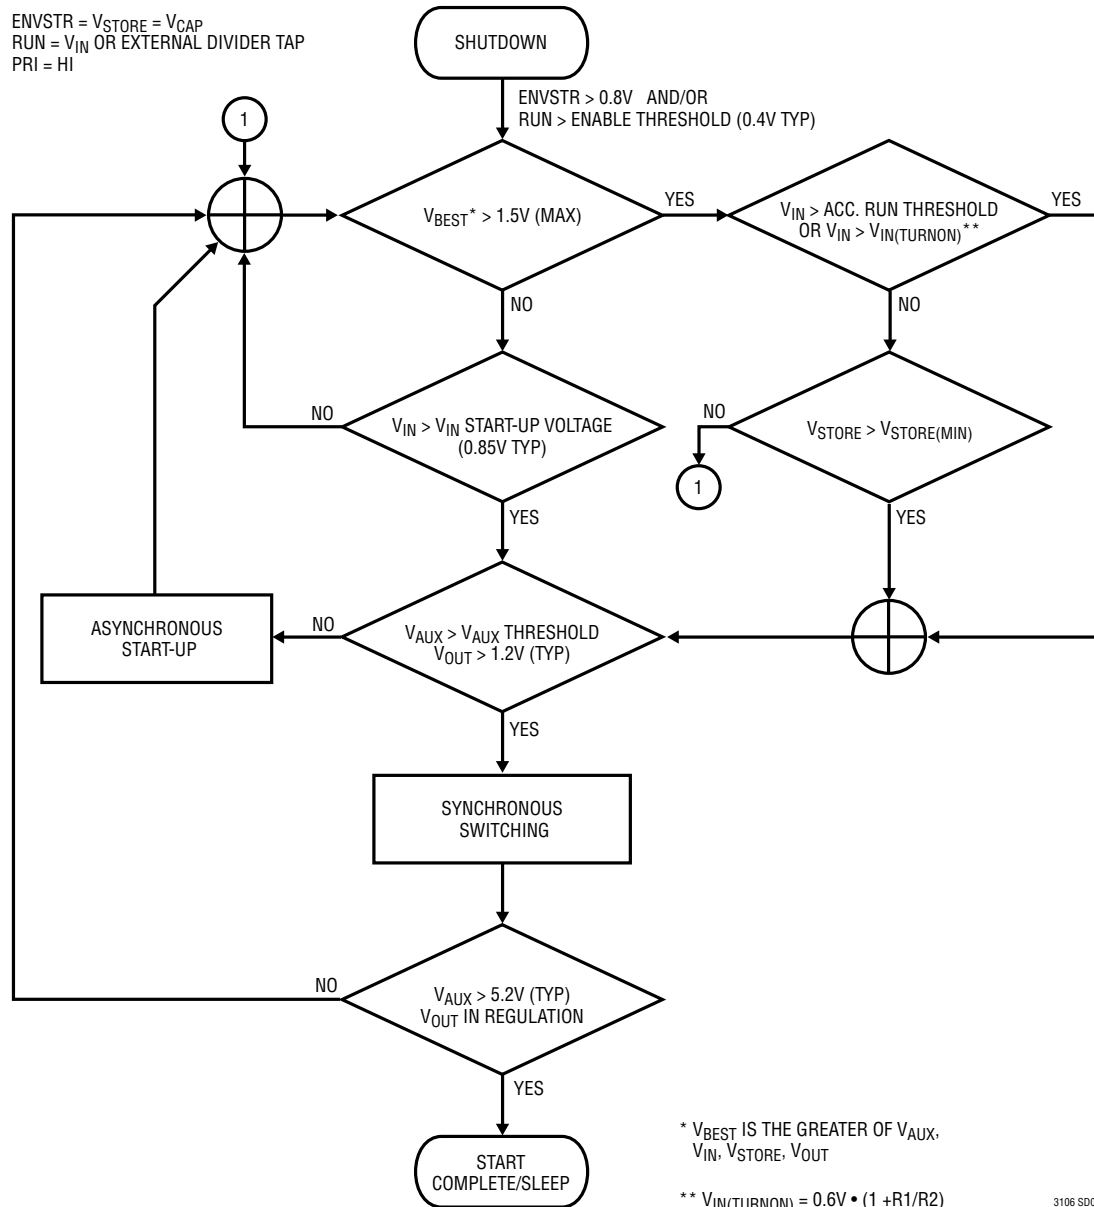 ENVSTR = VSTORE = VCAP
RUN = VIN OR EXTERNAL DIVIDER TAP
PRI = HI
SHUTDOWN
ENVSTR > 0.8V AND/OR
RUN > ENABLE THRESHOLD (0.4V TYP)
1
VBEST* > 1.5V (MAX)
YES
VIN > ACC. RUN THRESHOLD
OR VIN > VIN(TURNON)**
YES
NO
NO
VIN > VIN START-UP VOLTAGE
(0.85V TYP)
NO
VSTORE > VSTORE(MIN)
NO
1
YES
YES
ASYNCHRONOUS
START-UP
NO
VAUX > VAUX THRESHOLD
VOUT > 1.2V (TYP)
YES
SYNCHRONOUS
SWITCHING
NO
VAUX > 5.2V (TYP)
VOUT IN REGULATION
YES
START
COMPLETE/SLEEP
* VBEST IS THE GREATER OF VAUX,
VIN, VSTORE, VOUT
** VIN(TURNON) = 0.6V • (1 +R1/R2)
3106